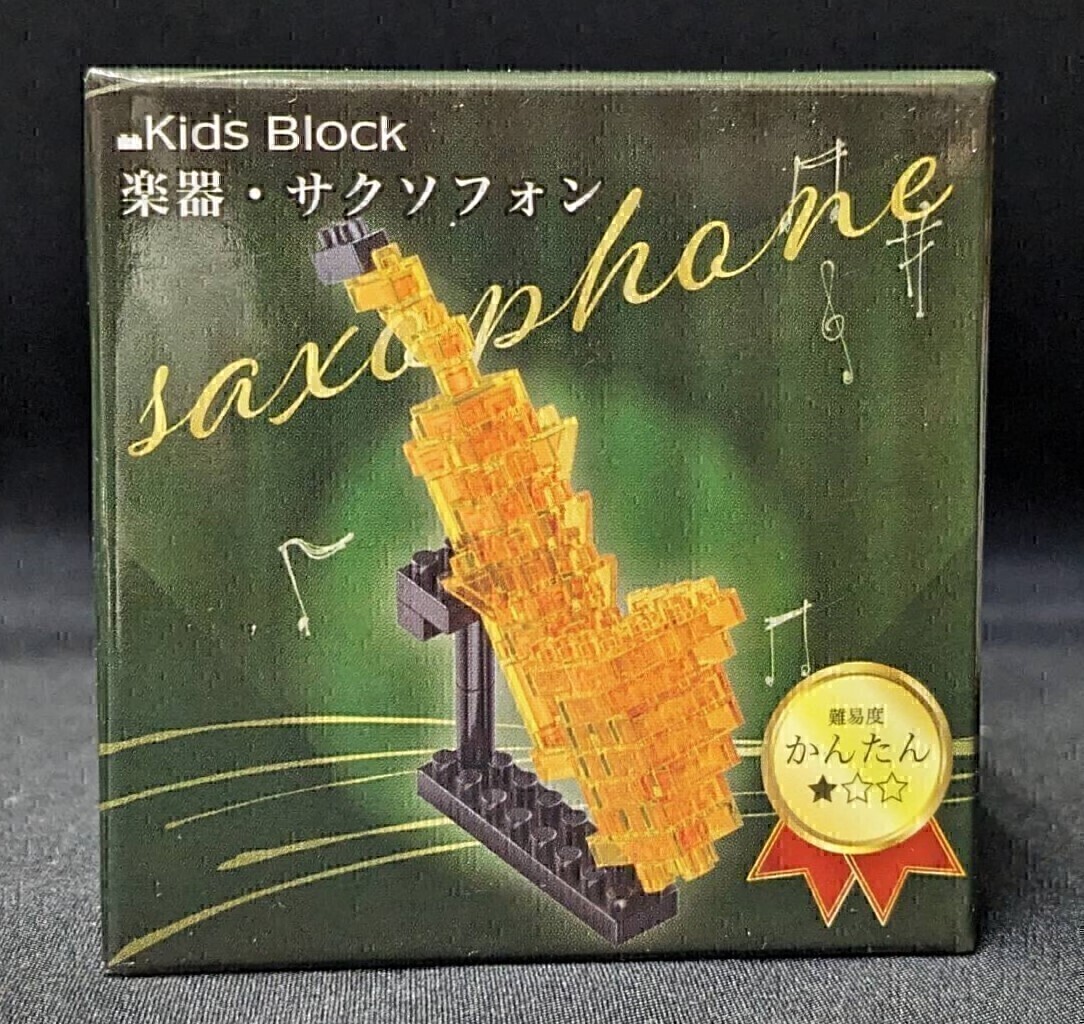 Kids Block
楽器・サクソフォン
saxophone
難易度
かんたん
★☆☆